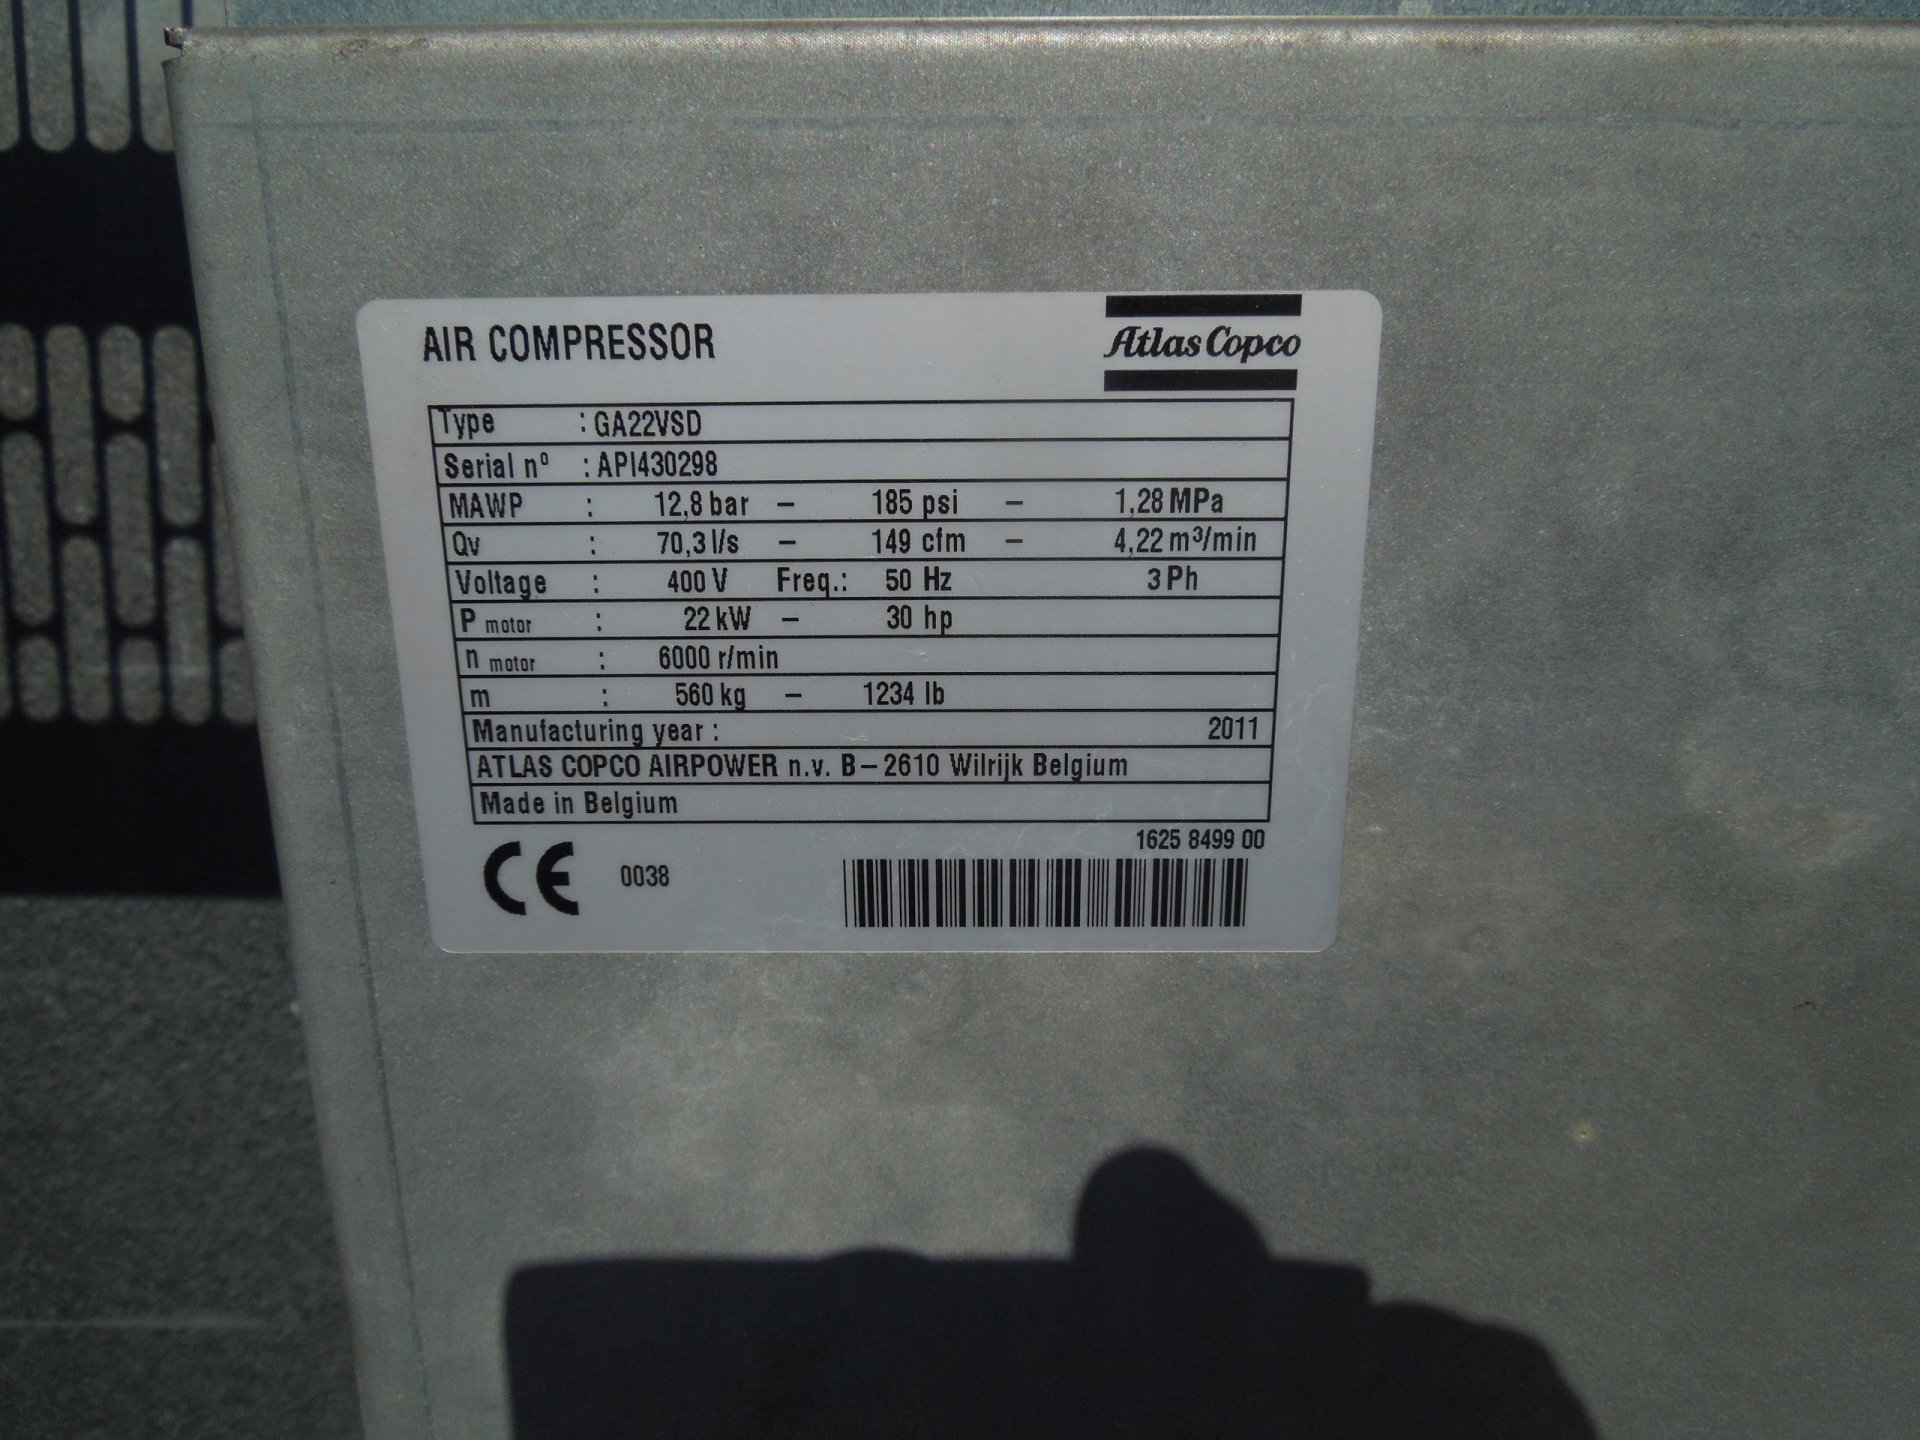 AIR COMPRESSOR
Atlas Copco
Type : GA22VSD
Serial nº : API430298
MAWP : 12,8 bar – 185 psi – 1,28 MPa
Qv : 70,3 l/s – 149 cfm – 4,22 m³/min
Voltage : 400 V Freq.: 50 Hz 3 Ph
P motor : 22 kW – 30 hp
n motor : 6000 r/min
m : 560 kg – 1234 lb
Manufacturing year : 2011
ATLAS COPCO AIRPOWER n.v. B–2610 Wilrijk Belgium
Made in Belgium
1625 8499 00
CE 0038